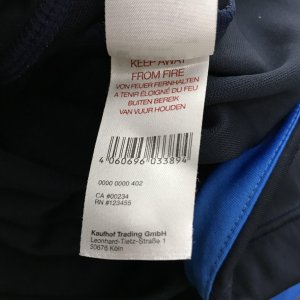 KEEP AWAY
FROM FIRE
VON FEUER FERNHALTEN
A TENIR ÉLOIGNÉ DU FEU
BUITEN BEREIK
VAN VUUR HOUDEN
4 060696 033894
0000 0000 402
CA #00234
RN #123455
Kaufhof Trading GmbH
Leonhard-Tietz-Straße 1
50676 Köln